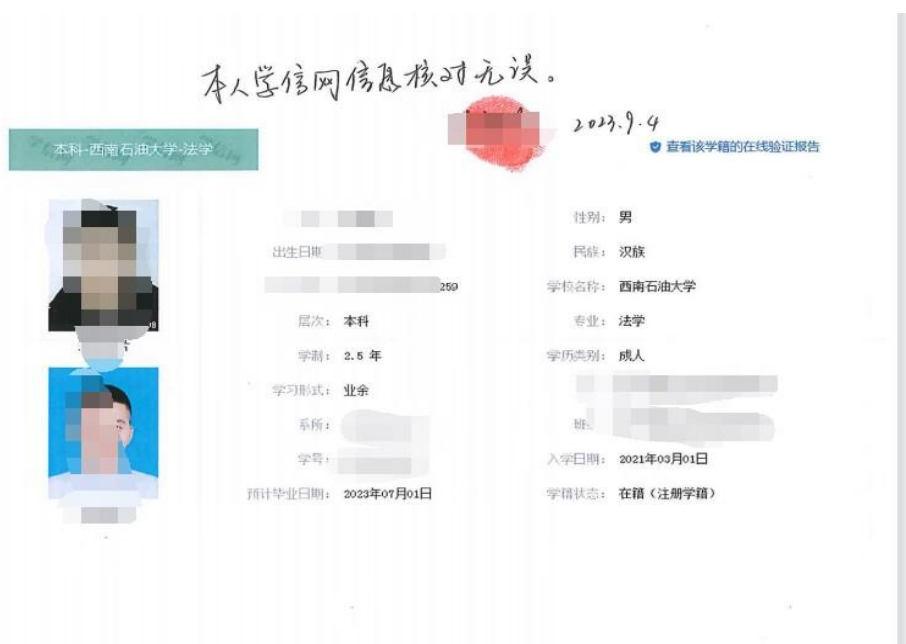 本人学信网信息核对无误。
2023.9.4
本科-西南石油大学-法学
查看该学籍的在线验证报告
性别： 男
出生日期
民族： 汉族
259
学校名称： 西南石油大学
层次： 本科
专业： 法学
学制： 2.5 年
学历类别： 成人
学习形式： 业余
系所：
班
学号：
入学日期： 2021年03月01日
预计毕业日期： 2023年07月01日
学籍状态： 在籍（注册学籍）